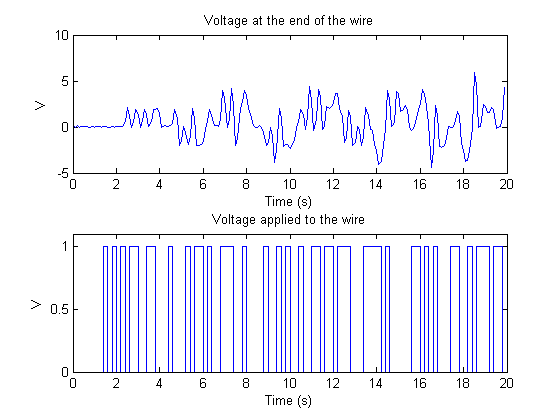 Voltage at the end of the wire
10
5
0
-5
V
0 2 4 6 8 10 12 14 16 18 20
Time (s)
Voltage applied to the wire
1
0.5
0
V
0 2 4 6 8 10 12 14 16 18 20
Time (s)